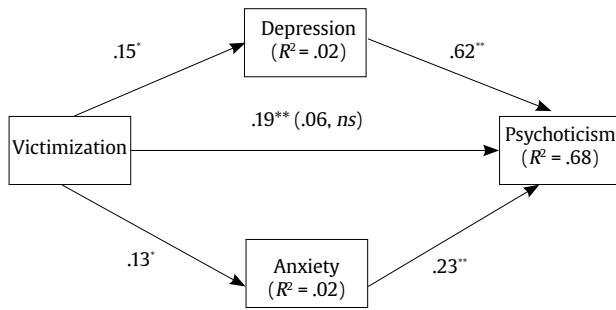 Depression
(R² = .02)
.15*
.62**
.19** (.06, ns)
Victimization
Psychoticism
(R² = .68)
.13*
.23**
Anxiety
(R² = .02)